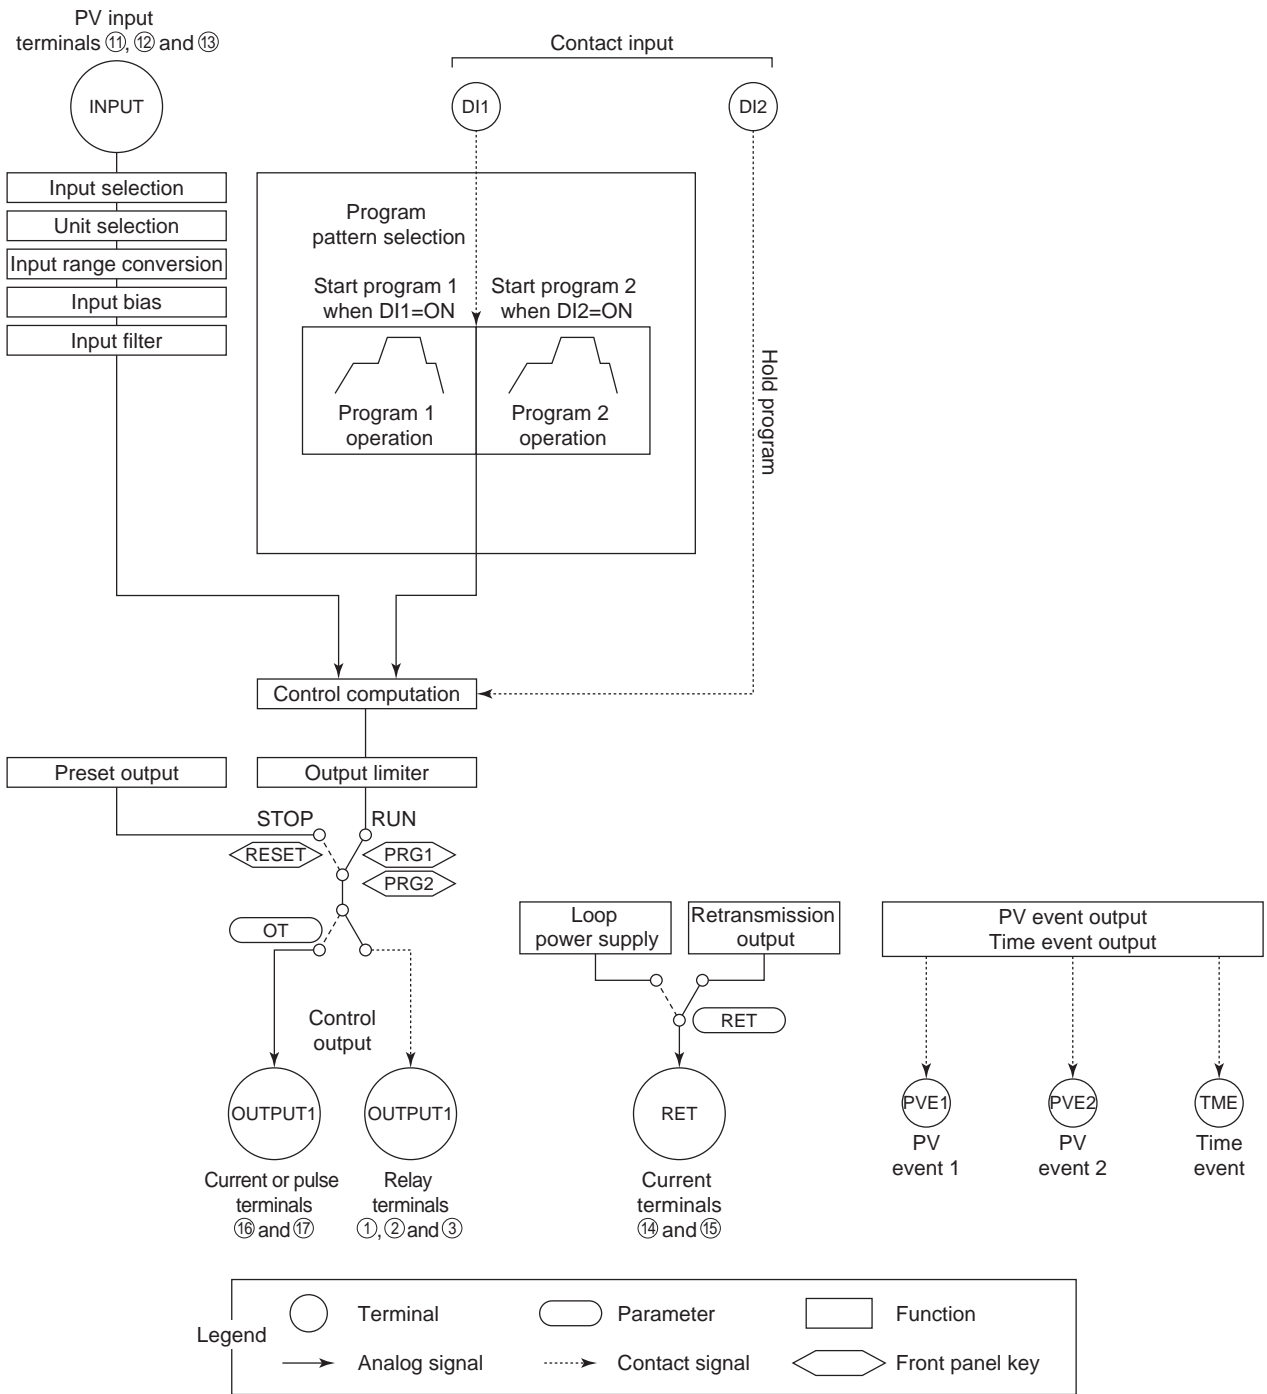 PV input
terminals ⑪, ⑫ and ⑬
INPUT
Input selection
Unit selection
Input range conversion
Input bias
Input filter
Contact input
DI1
DI2
Program
pattern selection
Start program 1
when DI1=ON
Start program 2
when DI2=ON
Program 1
operation
Program 2
operation
Hold program
Control computation
Preset output
Output limiter
STOP
RUN
RESET
PRG1
PRG2
OT
Control
output
OUTPUT1
OUTPUT1
Current or pulse
terminals
⑯ and ⑰
Relay
terminals
①, ② and ③
Loop
power supply
Retransmission
output
RET
RET
Current
terminals
⑭ and ⑮
PV event output
Time event output
PVE1
PVE2
TME
PV
event 1
PV
event 2
Time
event
Legend
Terminal
Parameter
Function
Analog signal
Contact signal
Front panel key